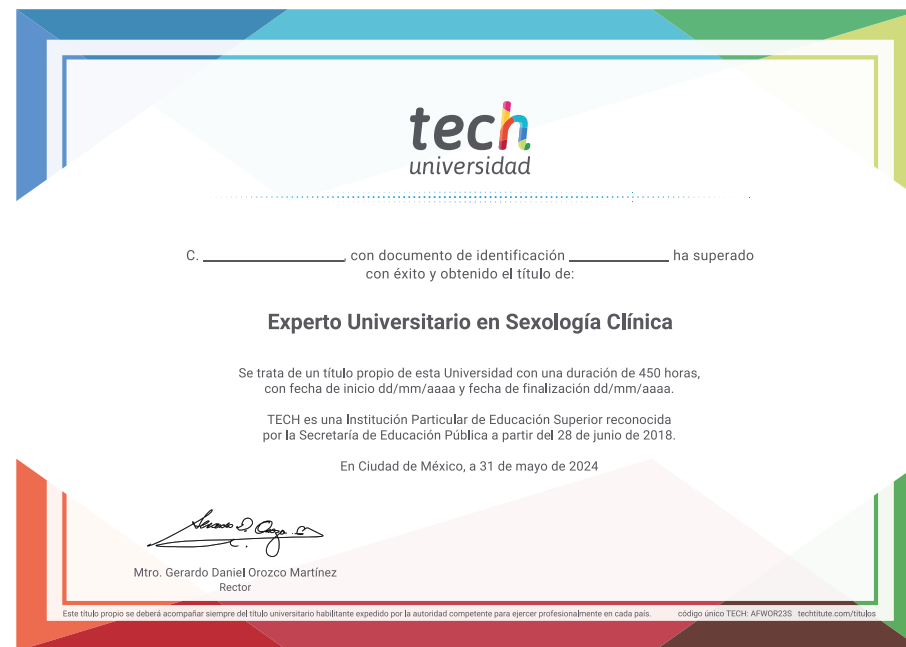 tech
universidad
C. ____________________, con documento de identificación ______________ ha superado
con éxito y obtenido el título de:
Experto Universitario en Sexología Clínica
Se trata de un título propio de esta Universidad con una duración de 450 horas,
con fecha de inicio dd/mm/aaaa y fecha de finalización dd/mm/aaaa.
TECH es una Institución Particular de Educación Superior reconocida
por la Secretaría de Educación Pública a partir del 28 de junio de 2018.
En Ciudad de México, a 31 de mayo de 2024
Mtro. Gerardo Daniel Orozco Martínez
Rector
Este título propio se deberá acompañar siempre del título universitario habilitante expedido por la autoridad competente para ejercer profesionalmente en cada país. código único TECH: AFWOR23S techtitute.com/titulos